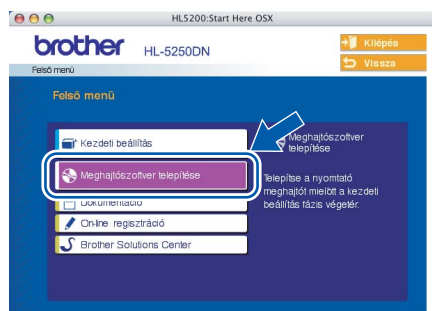 HL5200:Start Here OSX
brother
HL-5250DN
Kilépés
Vissza
Felső menü
Felső menü
Kezdeti beállítás
Meghajtószoftver telepítése
Dokumentáció
On-line regisztráció
Brother Solutions Center
Meghajtószoftver
telepítése
Telepítse a nyomtató
meghajtót mielött a kezdeti
beállítás fázis végetér.